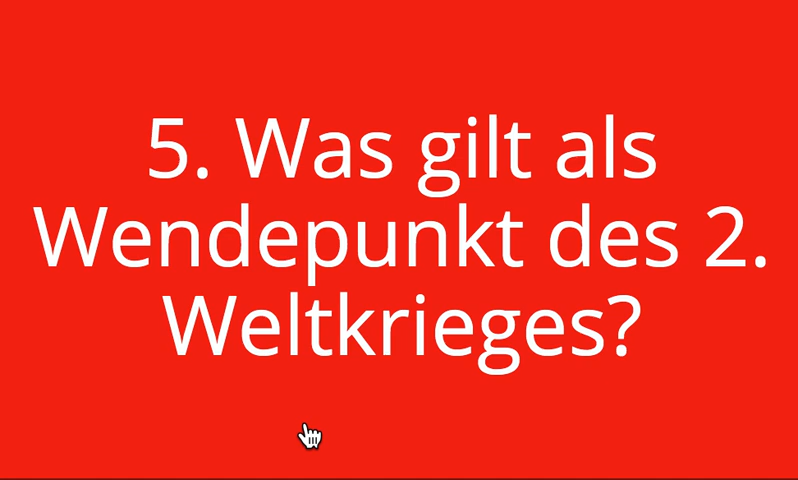 5. Was gilt als
Wendepunkt des 2.
Weltkrieges?